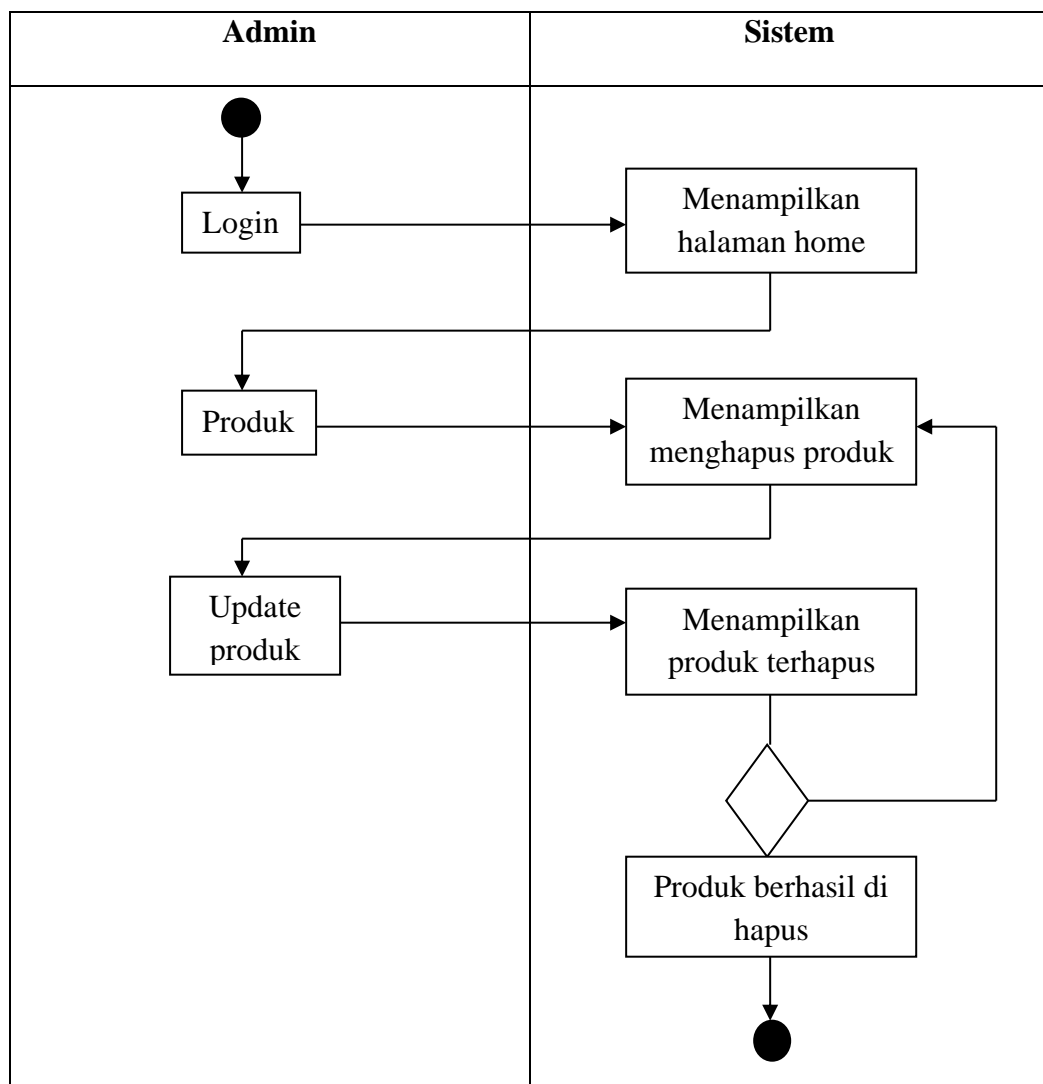 Admin
Sistem
Login
Menampilkan
halaman home
Produk
Menampilkan
menghapus produk
Update
produk
Menampilkan
produk terhapus
Produk berhasil di
hapus